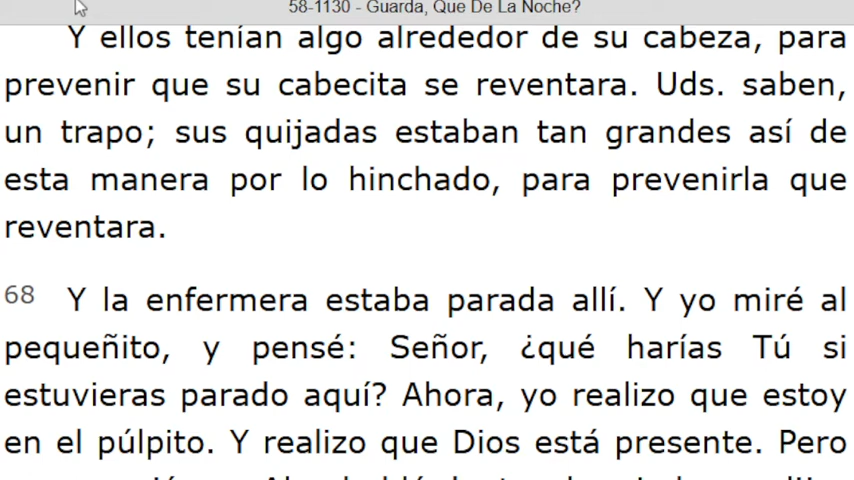 58-1130 - Guarda, Que De La Noche?
Y ellos tenían algo alrededor de su cabeza, para
prevenir que su cabecita se reventara. Uds. saben,
un trapo; sus quijadas estaban tan grandes así de
esta manera por lo hinchado, para prevenirla que
reventara.
68 Y la enfermera estaba parada allí. Y yo miré al
pequeñito, y pensé: Señor, ¿qué harías Tú si
estuvieras parado aquí? Ahora, yo realizo que estoy
en el púlpito. Y realizo que Dios está presente. Pero